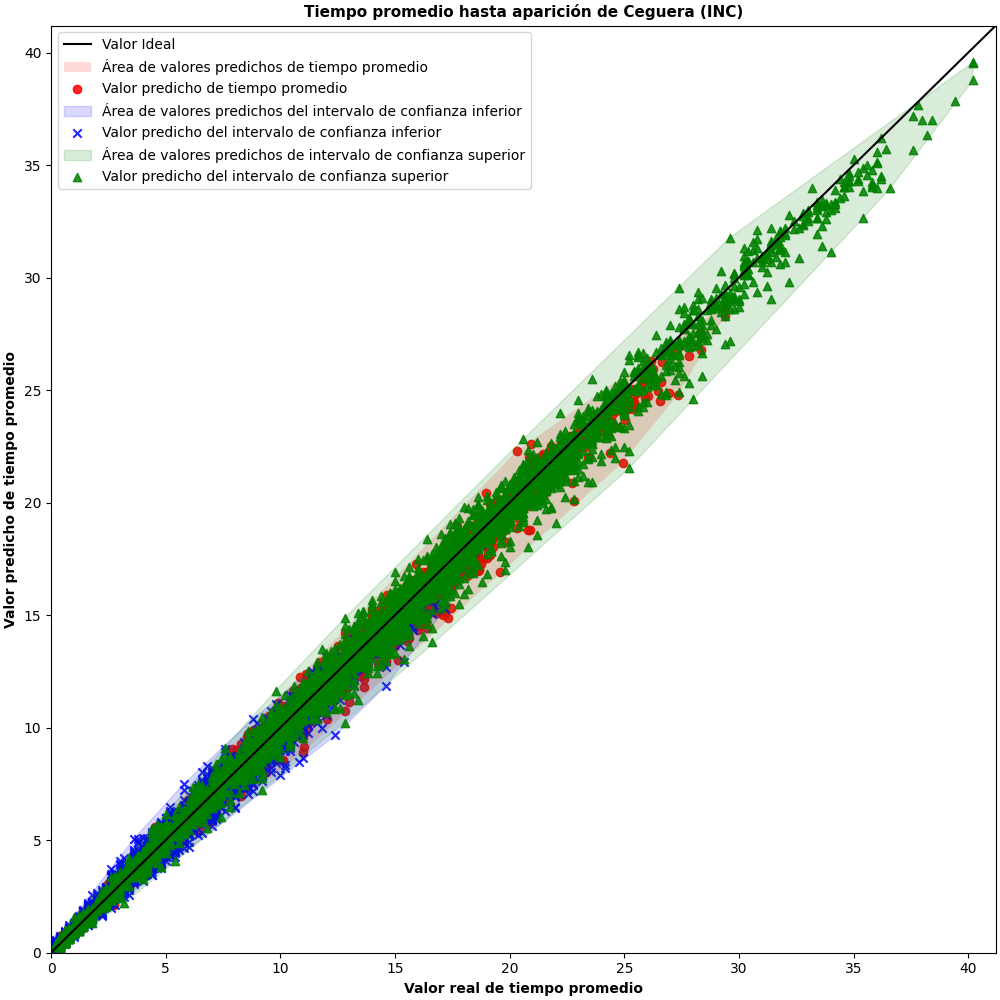 Tiempo promedio hasta aparición de Ceguera (INC)
Valor Ideal
Área de valores predichos de tiempo promedio
Valor predicho de tiempo promedio
Área de valores predichos del intervalo de confianza inferior
Valor predicho del intervalo de confianza inferior
Área de valores predichos de intervalo de confianza superior
Valor predicho del intervalo de confianza superior
Valor predicho de tiempo promedio
40
35
30
25
20
15
10
5
0
0 5 10 15 20 25 30 35 40
Valor real de tiempo promedio